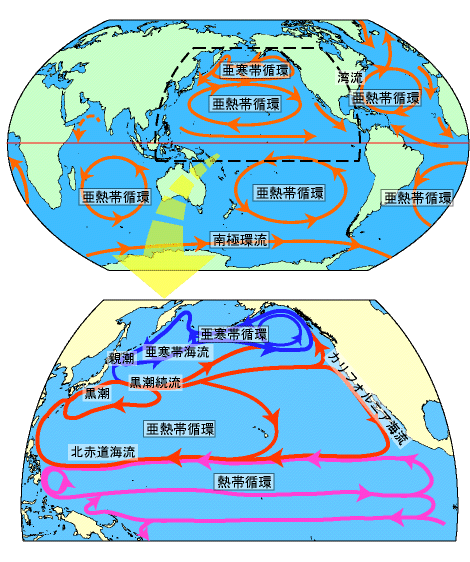 亜寒帯循環
湾流
亜熱帯循環
亜熱帯循環
亜熱帯循環
亜熱帯循環
亜熱帯循環
南極環流
亜寒帯循環
親潮
亜寒帯海流
黒潮続流
黒潮
カリフォルニア海流
亜熱帯循環
北赤道海流
熱帯循環